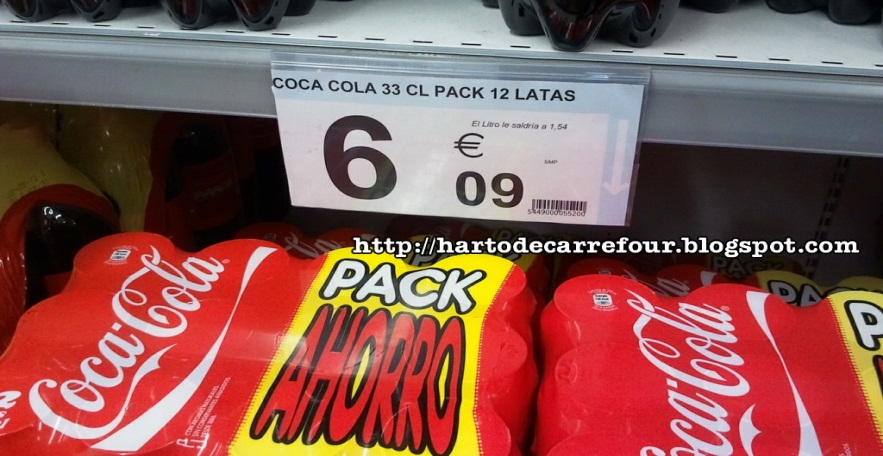 COCA COLA 33 CL PACK 12 LATAS
El Litro le saldría a 1,54
6 € 09
SMP
5449000055200
http://hartodecarrefour.blogspot.com
Coca-Cola
PACK
AHORRO
Coca-Cola